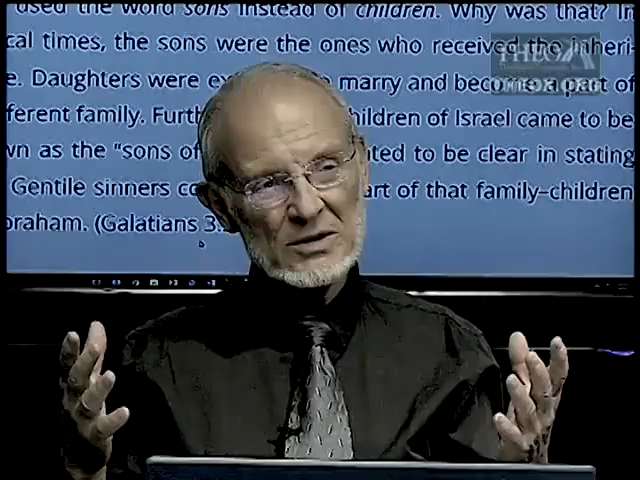 used the word sons instead of children. Why was that? In
cal times, the sons were the ones who received the inheri-
e. Daughters were ex to marry and become a part of
ferent family. Furth hildren of Israel came to be
wn as the “sons of ted to be clear in stating
Gentile sinners co art of that family–children
braham. (Galatians 3: